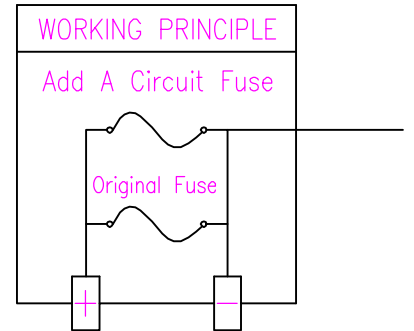 WORKING PRINCIPLE
Add A Circuit Fuse
Original Fuse
+ −